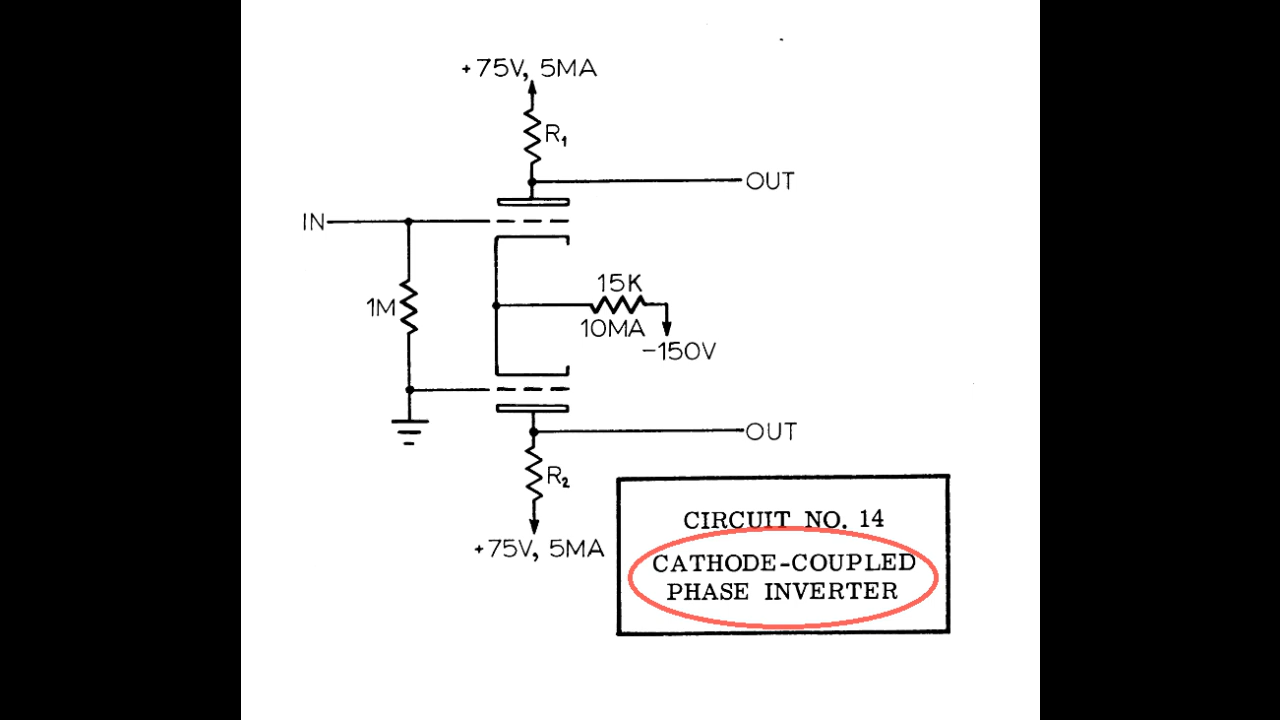 +75V, 5MA
R1
OUT
IN
15K
1M
10MA
-150V
OUT
R2
+75V, 5MA
CIRCUIT NO. 14
CATHODE-COUPLED
PHASE INVERTER